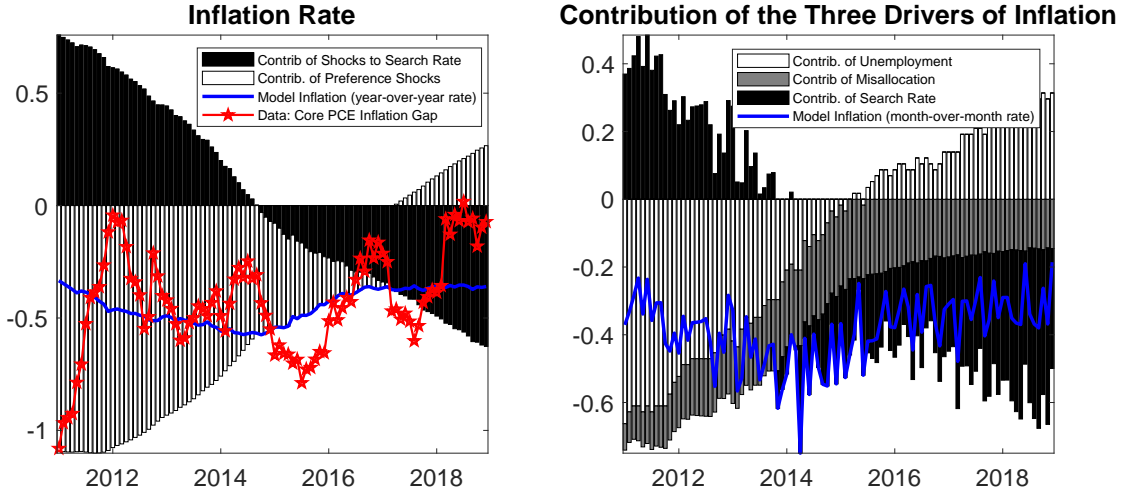 Inflation Rate
Contrib of Shocks to Search Rate
Contrib. of Preference Shocks
Model Inflation (year-over-year rate)
Data: Core PCE Inflation Gap
0.5
0
-0.5
-1
2012 2014 2016 2018
Contribution of the Three Drivers of Inflation
Contrib. of Unemployment
Contrib of Misallocation
Contrib. of Search Rate
Model Inflation (month-over-month rate)
0.4
0.2
0
-0.2
-0.4
-0.6
2012 2014 2016 2018